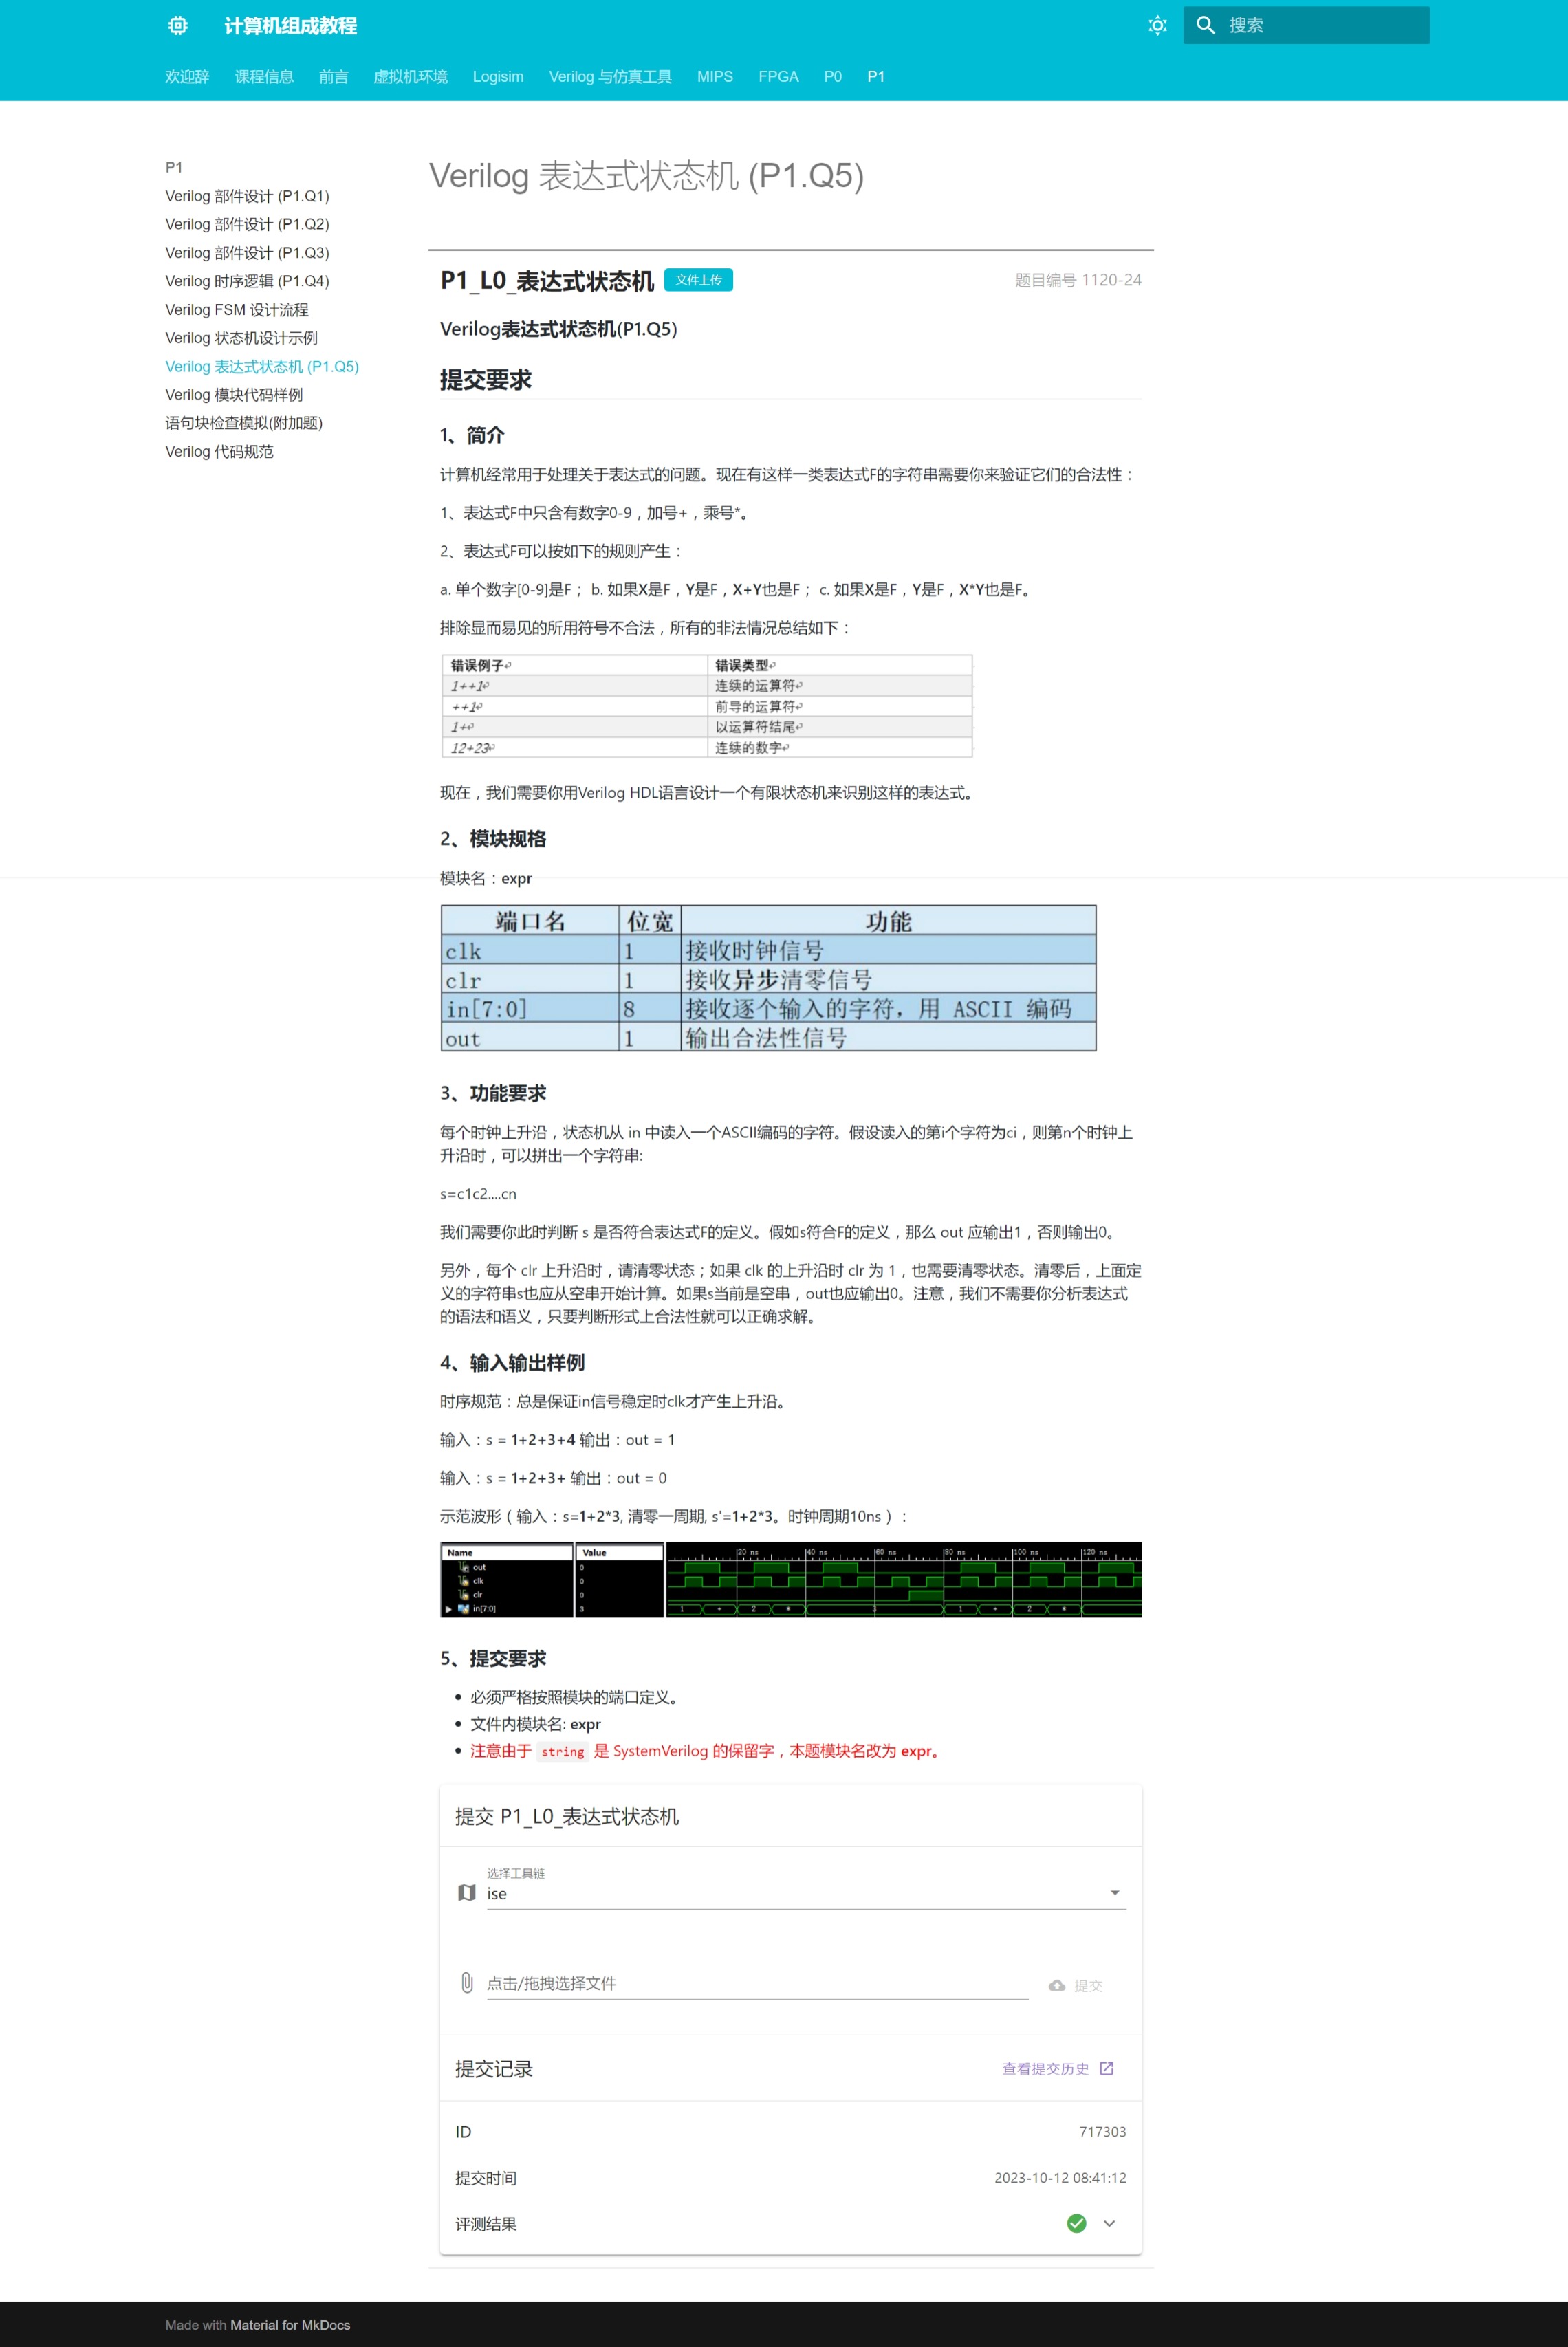 计算机组成教程
搜索
欢迎辞 课程信息 前言 虚拟机环境 Logisim Verilog 与仿真工具 MIPS FPGA P0 P1
P1
Verilog 部件设计 (P1.Q1)
Verilog 部件设计 (P1.Q2)
Verilog 部件设计 (P1.Q3)
Verilog 时序逻辑 (P1.Q4)
Verilog FSM 设计流程
Verilog 状态机设计示例
Verilog 表达式状态机 (P1.Q5)
Verilog 模块代码样例
语句块检查模拟(附加题)
Verilog 代码规范
Verilog 表达式状态机 (P1.Q5)
P1_L0_表达式状态机 文件上传 题目编号 1120-24
Verilog表达式状态机(P1.Q5)
提交要求
1、简介
计算机经常用于处理关于表达式的问题。现在有这样一类表达式F的字符串需要你来验证它们的合法性：
1、表达式F中只含有数字0-9，加号+，乘号*。
2、表达式F可以按如下的规则产生：
a. 单个数字[0-9]是F； b. 如果X是F，Y是F，X+Y也是F； c. 如果X是F，Y是F，X*Y也是F。
排除显而易见的所用符号不合法，所有的非法情况总结如下：
错误例子 错误类型
1++1 连续的运算符
++1 前导的运算符
1+ 以运算符结尾
12+23 连续的数字
现在，我们需要你用Verilog HDL语言设计一个有限状态机来识别这样的表达式。
2、模块规格
模块名：expr
端口名 位宽 功能
clk 1 接收时钟信号
clr 1 接收异步清零信号
in[7:0] 8 接收逐个输入的字符，用 ASCII 编码
out 1 输出合法性信号
3、功能要求
每个时钟上升沿，状态机从 in 中读入一个ASCII编码的字符。假设读入的第i个字符为ci，则第n个时钟上
升沿时，可以拼出一个字符串:
s=c1c2....cn
我们需要你此时判断 s 是否符合表达式F的定义。假如s符合F的定义，那么 out 应输出1，否则输出0。
另外，每个 clr 上升沿时，请清零状态；如果 clk 的上升沿时 clr 为 1，也需要清零状态。清零后，上面定
义的字符串s也应从空串开始计算。如果s当前是空串，out也应输出0。注意，我们不需要你分析表达式
的语法和语义，只要判断形式上合法性就可以正确求解。
4、输入输出样例
时序规范：总是保证in信号稳定时clk才产生上升沿。
输入：s = 1+2+3+4 输出：out = 1
输入：s = 1+2+3+ 输出：out = 0
示范波形（输入：s=1+2*3, 清零一周期, s'=1+2*3。时钟周期10ns）：
Name Value 20 ns 40 ns 60 ns 80 ns 100 ns 120 ns
out 0
clk 0
clr 0
in[7:0] 3 1 + 2 * 3 1 + 2 *
5、提交要求
必须严格按照模块的端口定义。
文件内模块名: expr
注意由于 string 是 SystemVerilog 的保留字，本题模块名改为 expr。
提交 P1_L0_表达式状态机
选择工具链
ise
点击/拖拽选择文件 提交
提交记录 查看提交历史
ID 717303
提交时间 2023-10-12 08:41:12
评测结果
Made with Material for MkDocs